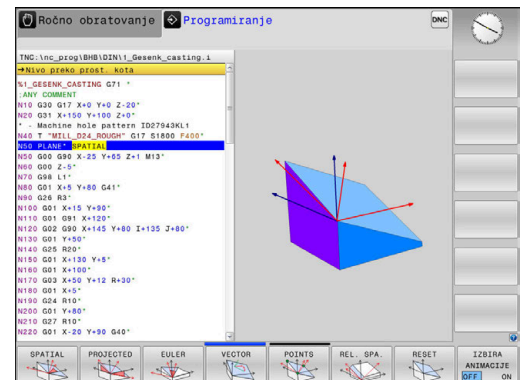 Ročno obratovanje
Programiranje
DNC
TNC:\nc_prog\BHB\DIN\1_Gesenk_casting.i
→Nivo preko prost. kota
%1_GESENK_CASTING G71 *
;ANY COMMENT
N10 G30 G17 X+0 Y+0 Z-20*
N20 G31 X+150 Y+100 Z+0*
* - Machine hole pattern ID27943KL1
N40 T "MILL_D24_ROUGH" G17 S1800 F400*
N50 PLANE* SPATIAL
N50 G00 G90 X-25 Y+65 Z+1 M13*
N60 G00 Z-5*
N70 G98 L1*
N80 G01 X+5 Y+80 G41*
N90 G26 R3*
N100 G01 X+15 Y+90*
N110 G01 G91 X+120*
N120 G02 G90 X+145 Y+80 I+135 J+80*
N130 G01 Y+50*
N140 G25 R20*
N150 G01 X+130 Y+5*
N160 G01 X+100*
N170 G03 X+50 Y+12 R+30*
N180 G01 X+5*
N190 G24 R10*
N200 G01 Y+80*
N210 G27 R10*
N220 G01 X-20 Y+90 G40*
SPATIAL
PROJECTED
EULER
VECTOR
POINTS
REL. SPA.
RESET
IZBIRA
ANIMACIJE
OFF ON